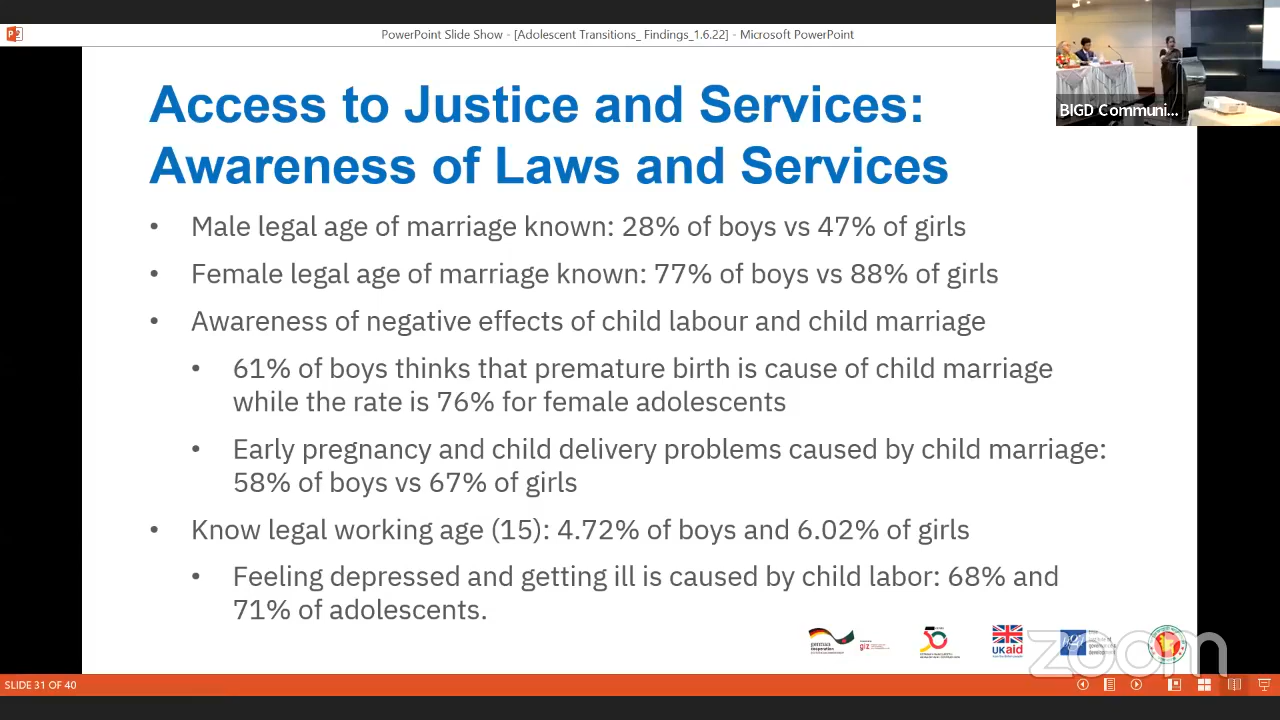 PowerPoint Slide Show - [Adolescent Transitions_ Findings_1.6.22] - Microsoft PowerPoint
BIGD Communi...
Access to Justice and Services:
Awareness of Laws and Services
• Male legal age of marriage known: 28% of boys vs 47% of girls
• Female legal age of marriage known: 77% of boys vs 88% of girls
• Awareness of negative effects of child labour and child marriage
• 61% of boys thinks that premature birth is cause of child marriage
while the rate is 76% for female adolescents
• Early pregnancy and child delivery problems caused by child marriage:
58% of boys vs 67% of girls
• Know legal working age (15): 4.72% of boys and 6.02% of girls
• Feeling depressed and getting ill is caused by child labor: 68% and
71% of adolescents.
german
cooperation
giz
50
UKaid
zoom
SLIDE 31 OF 40